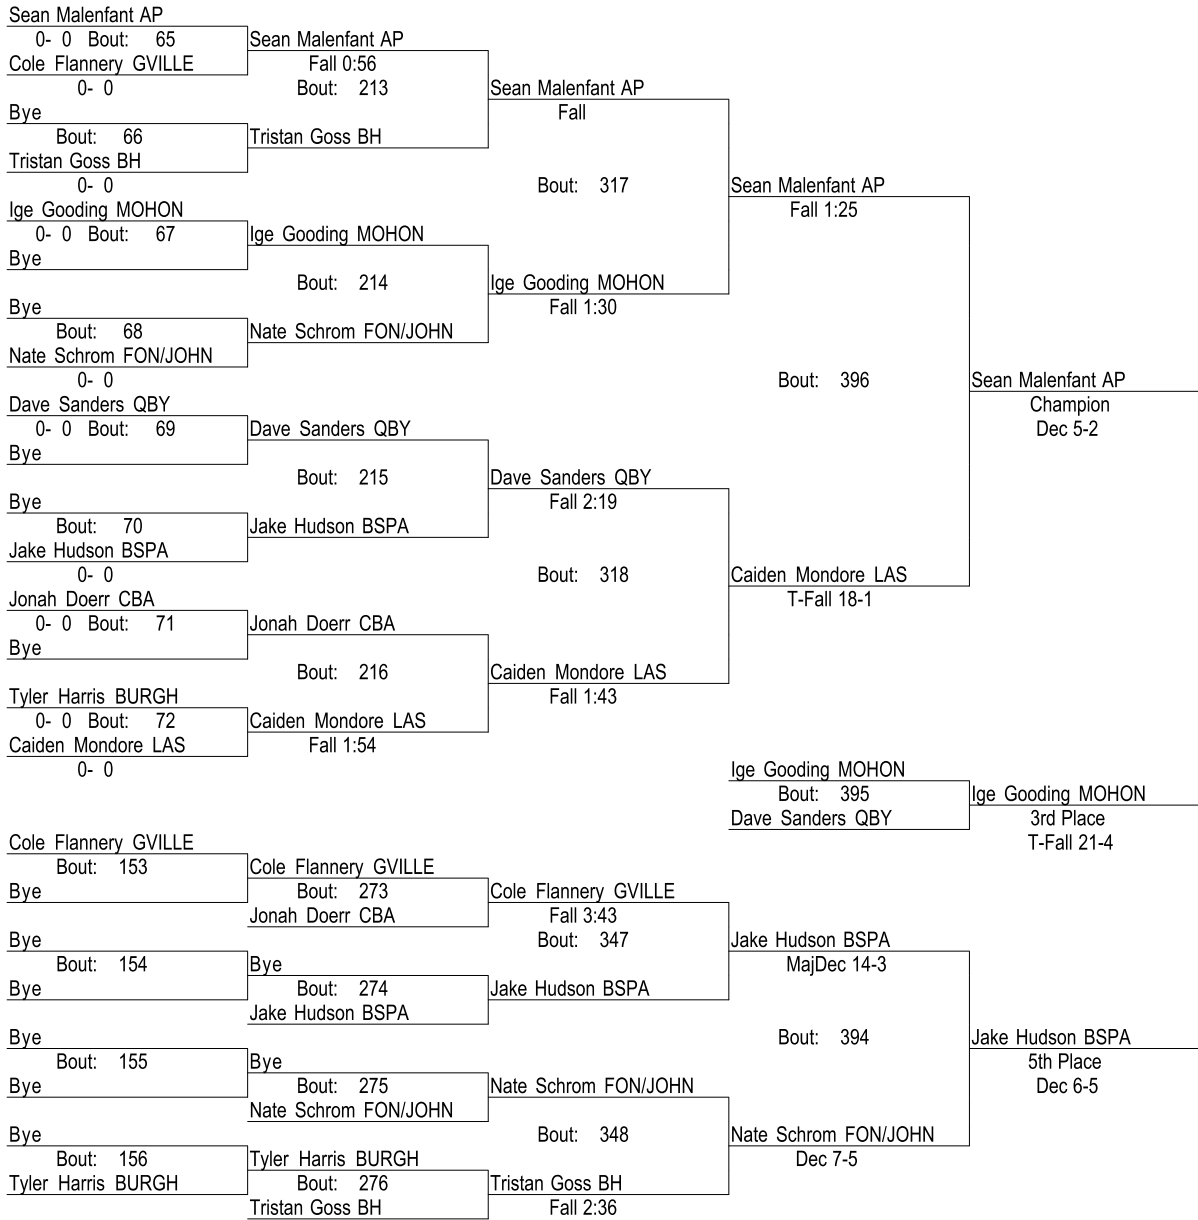 Sean Malenfant AP
0- 0 Bout: 65
Cole Flannery GVILLE
0- 0
Bye
Bout: 66
Tristan Goss BH
0- 0
Ige Gooding MOHON
0- 0 Bout: 67
Bye
Bye
Bout: 68
Nate Schrom FON/JOHN
0- 0
Dave Sanders QBY
0- 0 Bout: 69
Bye
Bye
Bout: 70
Jake Hudson BSPA
0- 0
Jonah Doerr CBA
0- 0 Bout: 71
Bye
Tyler Harris BURGH
0- 0 Bout: 72
Caiden Mondore LAS
0- 0
Sean Malenfant AP
Fall 0:56
Bout: 213
Tristan Goss BH
Ige Gooding MOHON
Bout: 214
Nate Schrom FON/JOHN
Dave Sanders QBY
Bout: 215
Jake Hudson BSPA
Jonah Doerr CBA
Bout: 216
Caiden Mondore LAS
Fall 1:54
Sean Malenfant AP
Fall
Bout: 317
Ige Gooding MOHON
Fall 1:30
Dave Sanders QBY
Fall 2:19
Bout: 318
Caiden Mondore LAS
Fall 1:43
Sean Malenfant AP
Fall 1:25
Bout: 396
Caiden Mondore LAS
T-Fall 18-1
Sean Malenfant AP
Champion
Dec 5-2
Ige Gooding MOHON
Bout: 395
Dave Sanders QBY
Ige Gooding MOHON
3rd Place
T-Fall 21-4
Cole Flannery GVILLE
Bout: 153
Bye
Bye
Bout: 154
Bye
Bye
Bout: 155
Bye
Bye
Bout: 156
Tyler Harris BURGH
Cole Flannery GVILLE
Bout: 273
Jonah Doerr CBA
Bye
Bout: 274
Jake Hudson BSPA
Bye
Bout: 275
Nate Schrom FON/JOHN
Tyler Harris BURGH
Bout: 276
Tristan Goss BH
Cole Flannery GVILLE
Fall 3:43
Bout: 347
Jake Hudson BSPA
Nate Schrom FON/JOHN
Bout: 348
Tristan Goss BH
Fall 2:36
Jake Hudson BSPA
MajDec 14-3
Bout: 394
Nate Schrom FON/JOHN
Dec 7-5
Jake Hudson BSPA
5th Place
Dec 6-5